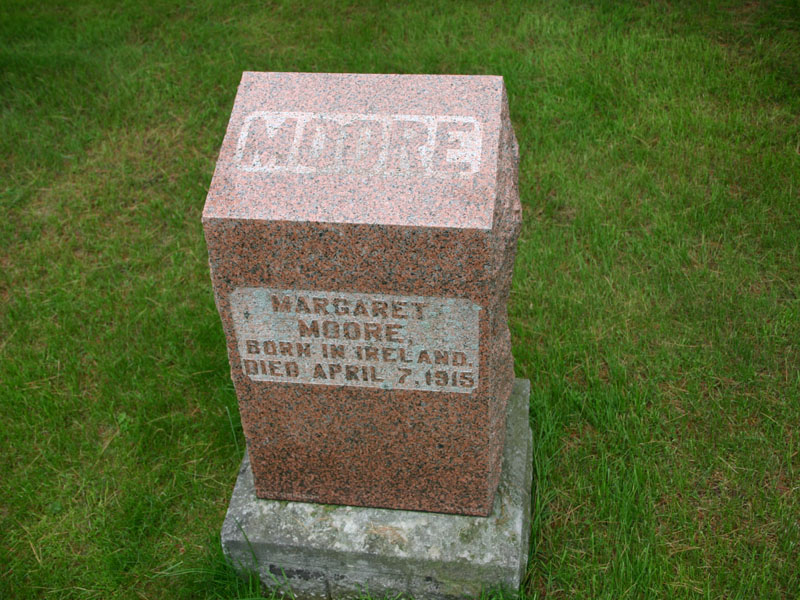 MOORE
MARGARET
MOORE,
BORN IN IRELAND.
DIED APRIL 7, 1915